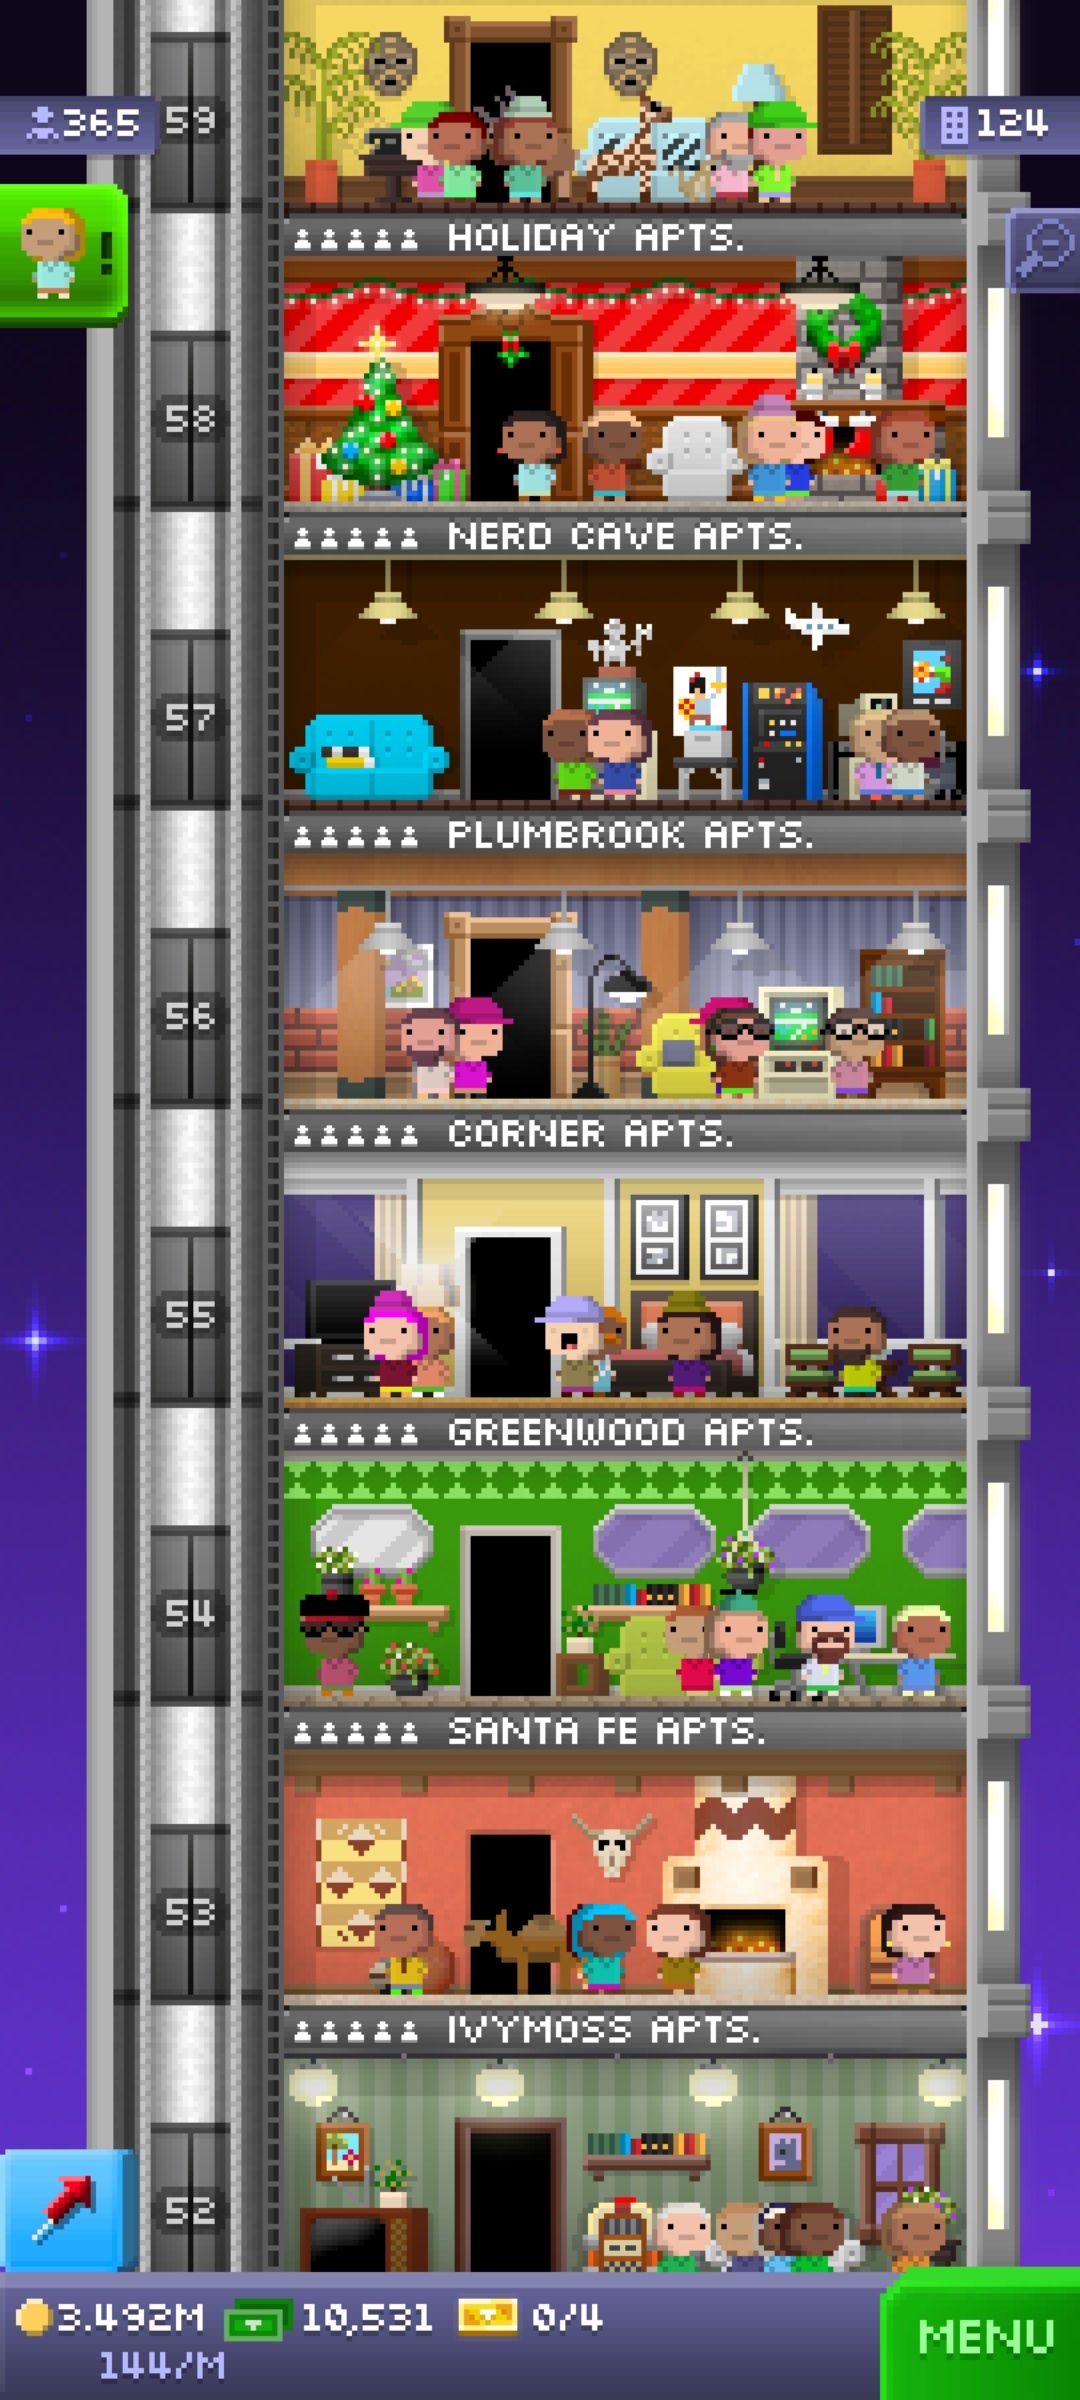 365
59
124
!
HOLIDAY APTS.
58
NERD CAVE APTS.
57
PLUMBROOK APTS.
56
CORNER APTS.
55
GREENWOOD APTS.
54
SANTA FE APTS.
53
IVYMOSS APTS.
52
3.492M 10,531 0/4
144/M
MENU